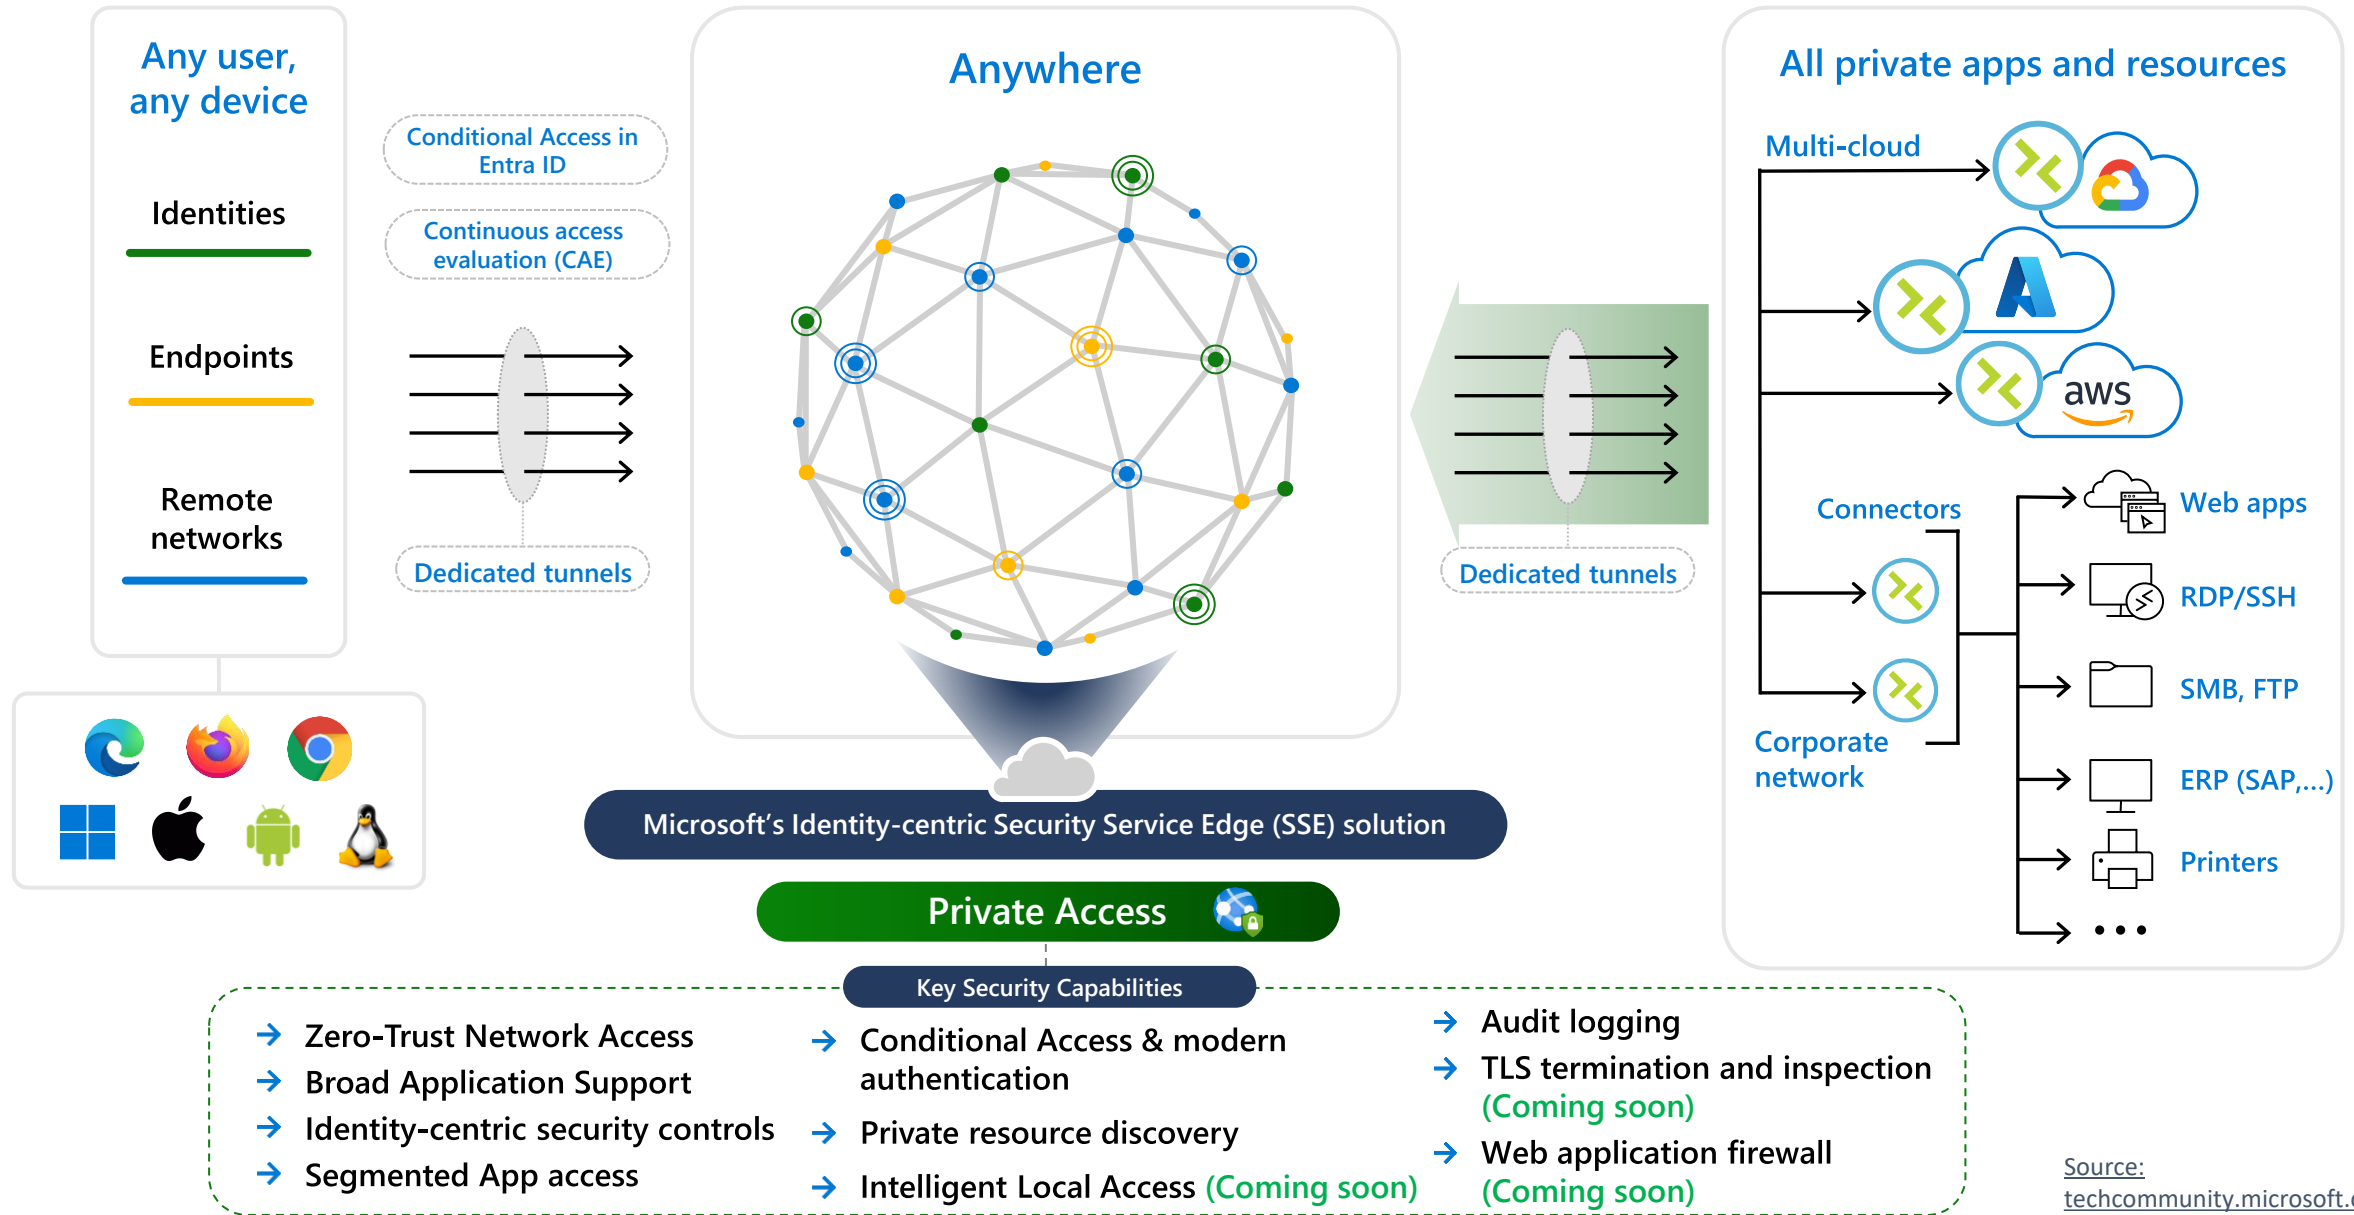 Any user,
any device
Identities
Endpoints
Remote
networks
Conditional Access in
Entra ID
Continuous access
evaluation (CAE)
Dedicated tunnels
Anywhere
Dedicated tunnels
All private apps and resources
Multi-cloud
aws
Connectors
Corporate
network
Web apps
RDP/SSH
SMB, FTP
ERP (SAP,...)
Printers
Microsoft’s Identity-centric Security Service Edge (SSE) solution
Private Access
Key Security Capabilities
Zero-Trust Network Access
Broad Application Support
Identity-centric security controls
Segmented App access
Conditional Access & modern
authentication
Private resource discovery
Intelligent Local Access (Coming soon)
Audit logging
TLS termination and inspection
(Coming soon)
Web application firewall
(Coming soon)
Source:
techcommunity.microsoft.